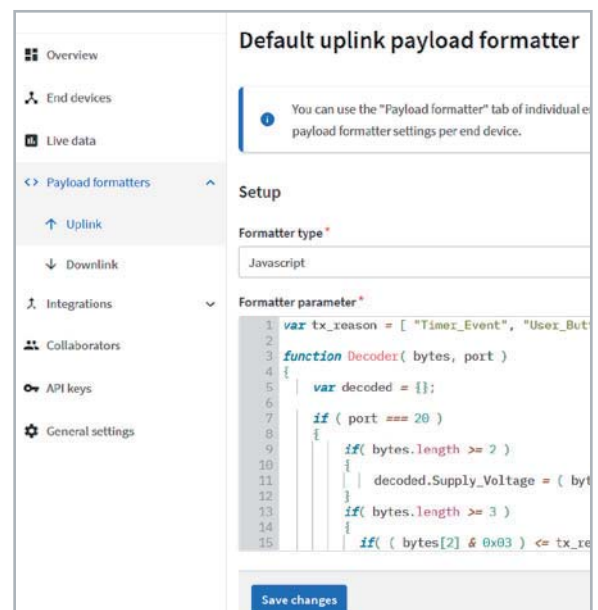 Overview
End devices
Live data
<> Payload formatters
Uplink
Downlink
Integrations
Collaborators
API keys
General settings
Default uplink payload formatter
You can use the "Payload formatter" tab of individual
payload formatter settings per end device.
Setup
Formatter type*
Javascript
Formatter parameter*
1 var tx_reason = [ "Timer_Event", "User_But
2
3 function Decoder( bytes, port )
4 {
5 var decoded = {};
6
7 if ( port === 20 )
8 {
9 if( bytes.length >= 2 )
10 {
11 decoded.Supply_Voltage = ( byt
12 }
13 if( bytes.length >= 3 )
14 {
15 if( ( bytes[2] & 0x03 ) <= tx_re
Save changes